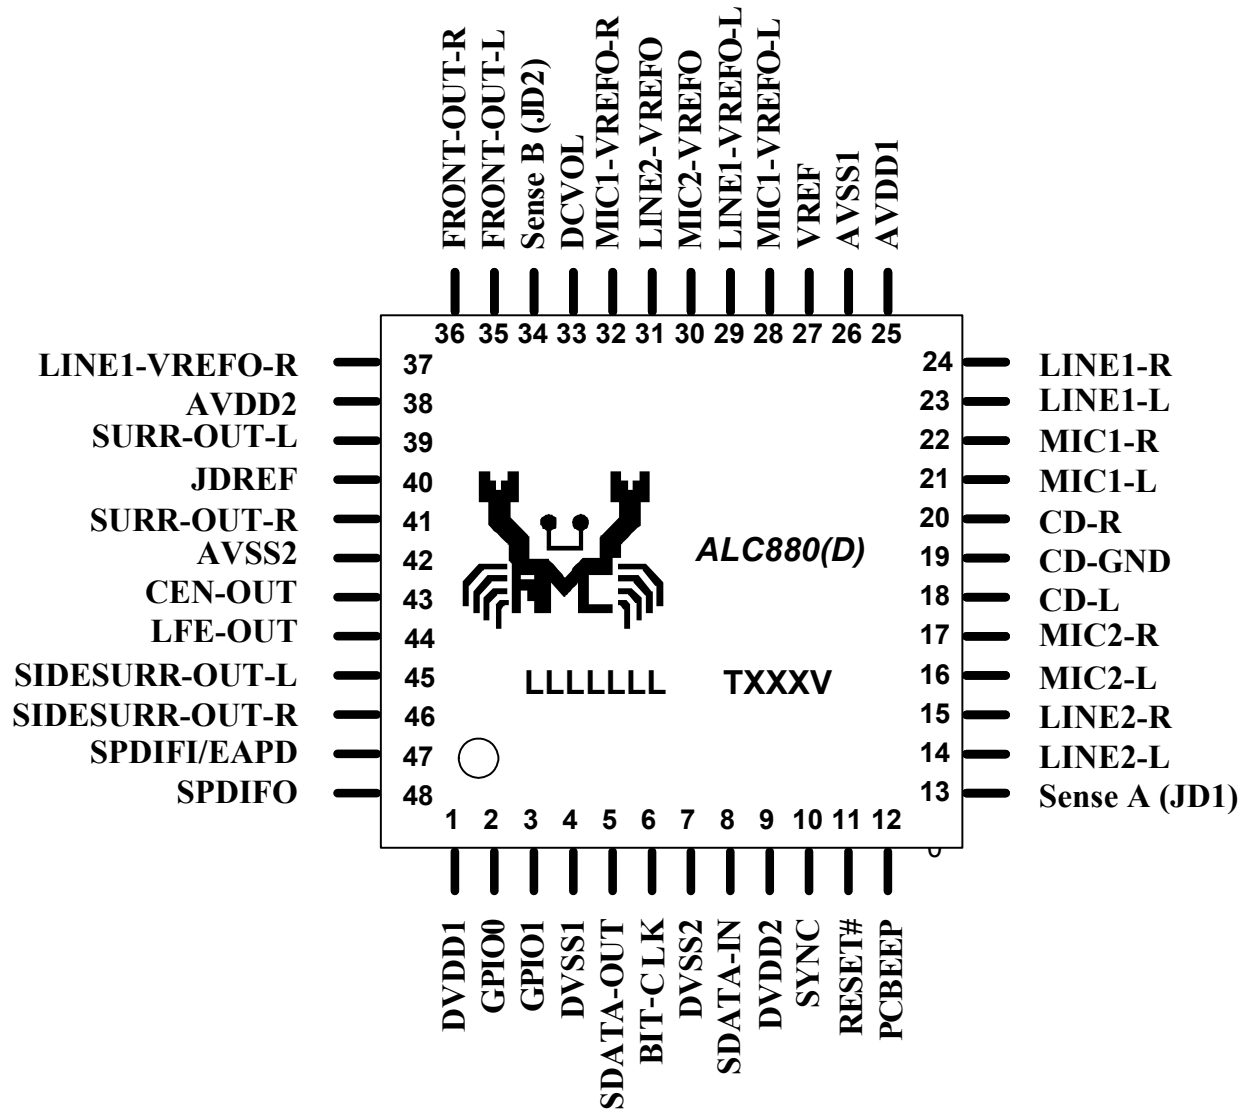 FRONT-OUT-R
FRONT-OUT-L
Sense B (JD2)
DCVOL
MIC1-VREFO-R
LINE2-VREFO
MIC2-VREFO
LINE1-VREFO-L
MIC1-VREFO-L
VREF
AVSS1
AVDD1
36 35 34 33 32 31 30 29 28 27 26 25
LINE1-VREFO-R 37
AVDD2 38
SURR-OUT-L 39
JDREF 40
SURR-OUT-R 41
AVSS2 42
CEN-OUT 43
LFE-OUT 44
SIDESURR-OUT-L 45
SIDESURR-OUT-R 46
SPDIFI/EAPD 47
SPDIFO 48
ALC880(D)
LLLLLLL TXXXV
24 LINE1-R
23 LINE1-L
22 MIC1-R
21 MIC1-L
20 CD-R
19 CD-GND
18 CD-L
17 MIC2-R
16 MIC2-L
15 LINE2-R
14 LINE2-L
13 Sense A (JD1)
1 2 3 4 5 6 7 8 9 10 11 12
DVDD1
GPIO0
GPIO1
DVSS1
SDATA-OUT
BIT-CLK
DVSS2
SDATA-IN
DVDD2
SYNC
RESET#
PCBEEP